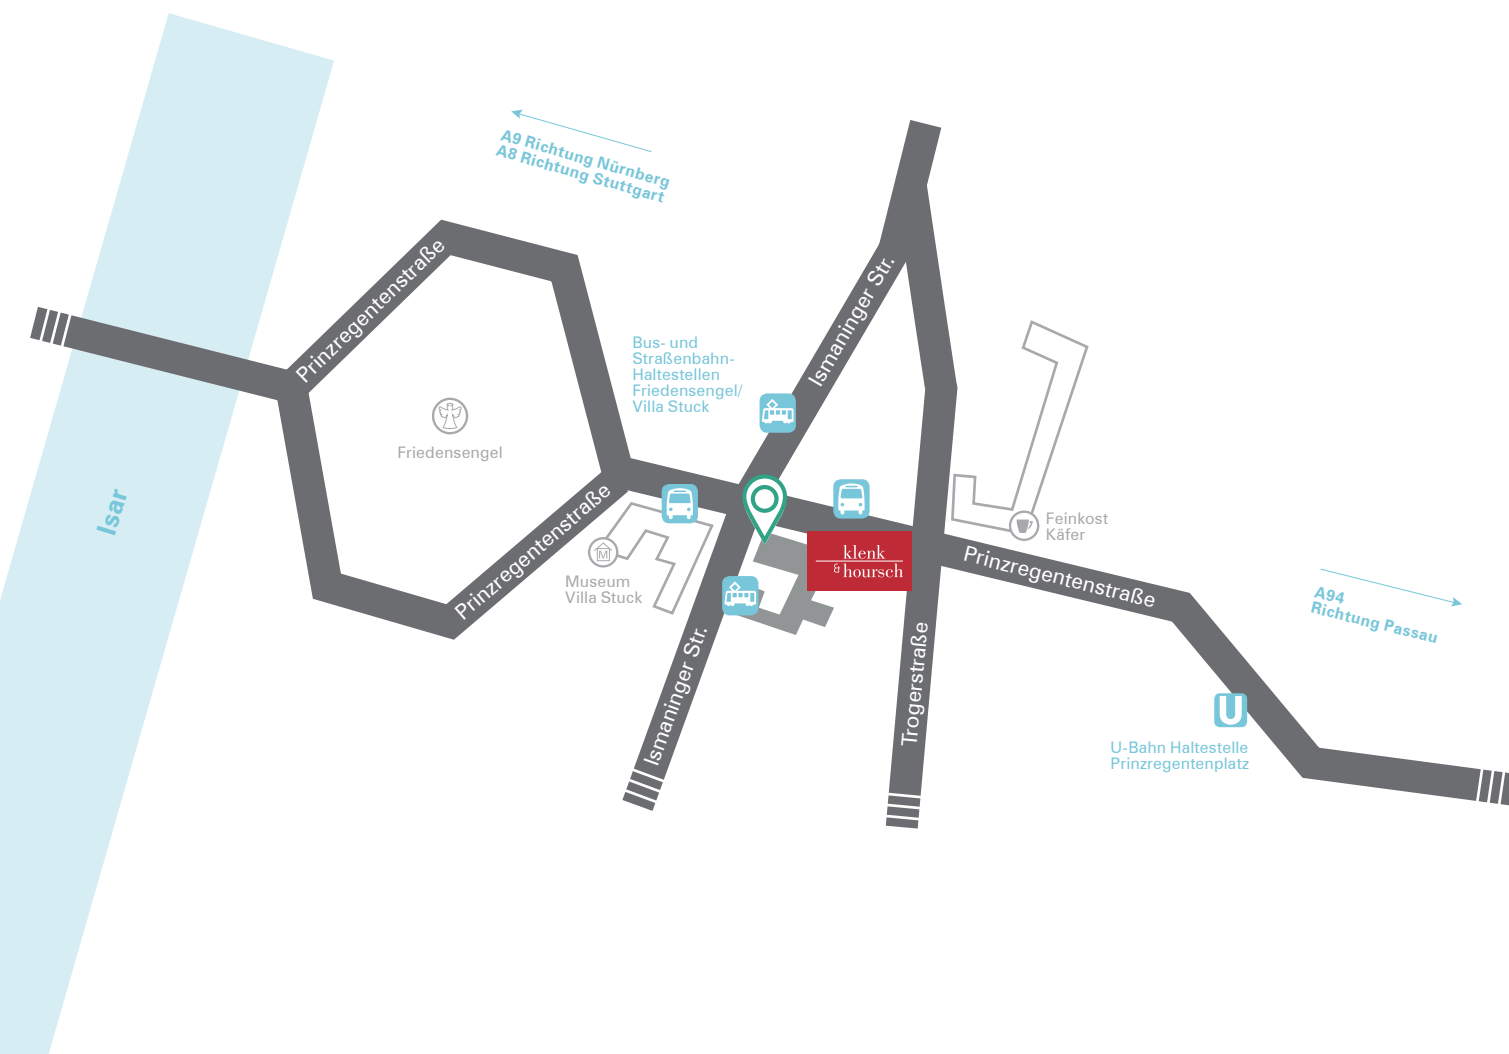 A9 Richtung Nürnberg
A8 Richtung Stuttgart
Prinzregentenstraße
Ismaninger Str.
Bus- und
Straßenbahn-
Haltestellen
Friedensengel/
Villa Stuck
Friedensengel
Isar
Prinzregentenstraße
M
Museum
Villa Stuck
klenk
& hoursch
Feinkost
Käfer
Prinzregentenstraße
A94
Richtung Passau
Ismaninger Str.
Trogerstraße
U
U-Bahn Haltestelle
Prinzregentenplatz